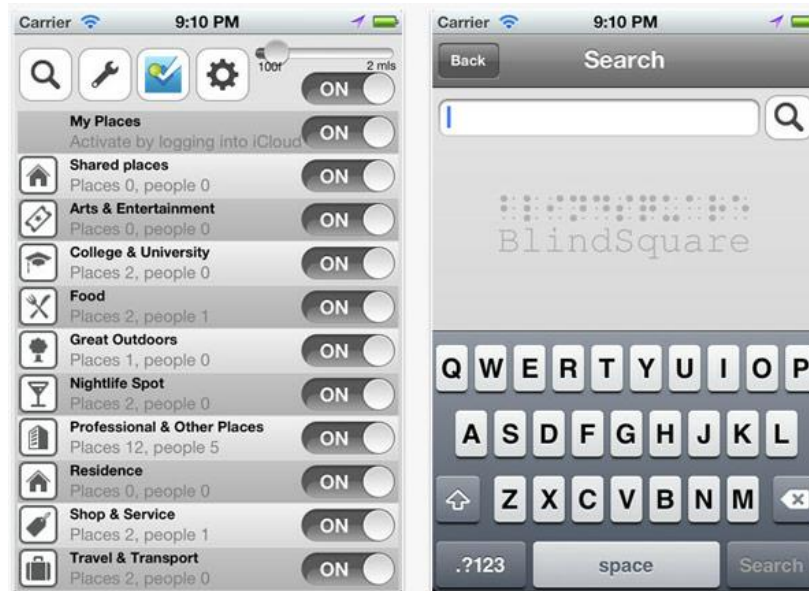 Carrier 9:10 PM
100f 2 mls
ON
My Places
Activate by logging into iCloud ON
Shared places
Places 0, people 0 ON
Arts & Entertainment
Places 0, people 0 ON
College & University
Places 2, people 0 ON
Food
Places 2, people 1 ON
Great Outdoors
Places 1, people 0 ON
Nightlife Spot
Places 2, people 0 ON
Professional & Other Places
Places 12, people 5 ON
Residence
Places 0, people 0 ON
Shop & Service
Places 2, people 1 ON
Travel & Transport
Places 2, people 0 ON
Carrier 9:10 PM
Back Search
BlindSquare
Q W E R T Y U I O P
A S D F G H J K L
Z X C V B N M
.?123 space Search